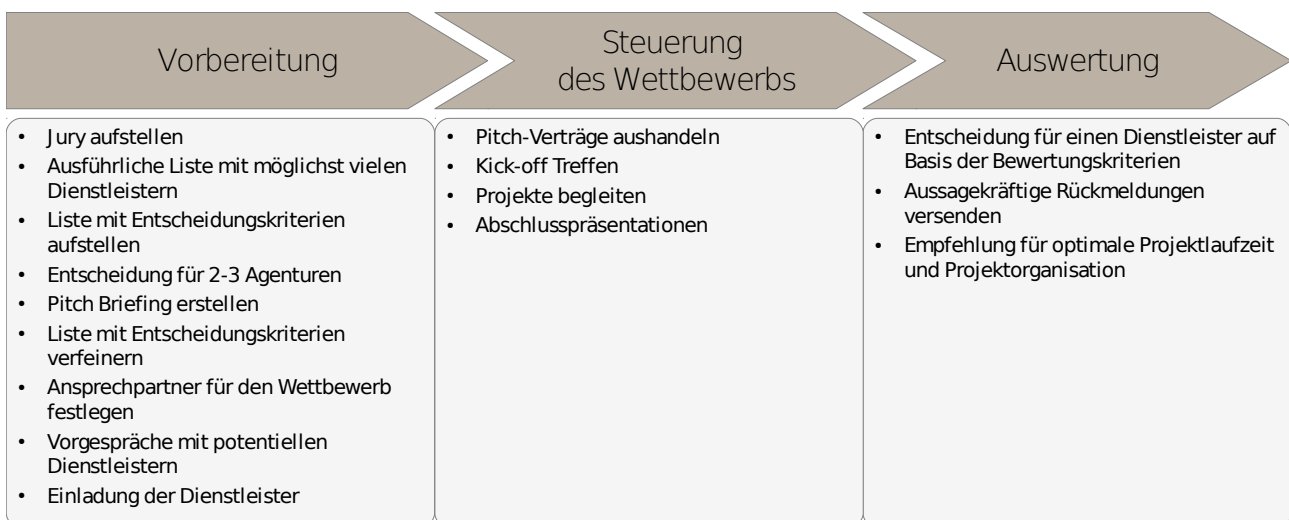 Vorbereitung
Steuerung
des Wettbewerbs
Auswertung
• Jury aufstellen
• Ausführliche Liste mit möglichst vielen
Dienstleistern
• Liste mit Entscheidungskriterien
aufstellen
• Entscheidung für 2-3 Agenturen
• Pitch Briefing erstellen
• Liste mit Entscheidungskriterien
verfeinern
• Ansprechpartner für den Wettbewerb
festlegen
• Vorgespräche mit potentiellen
Dienstleistern
• Einladung der Dienstleister
• Pitch-Verträge aushandeln
• Kick-off Treffen
• Projekte begleiten
• Abschlusspräsentationen
• Entscheidung für einen Dienstleister auf
Basis der Bewertungskriterien
• Aussagekräftige Rückmeldungen
versenden
• Empfehlung für optimale Projektlaufzeit
und Projektorganisation